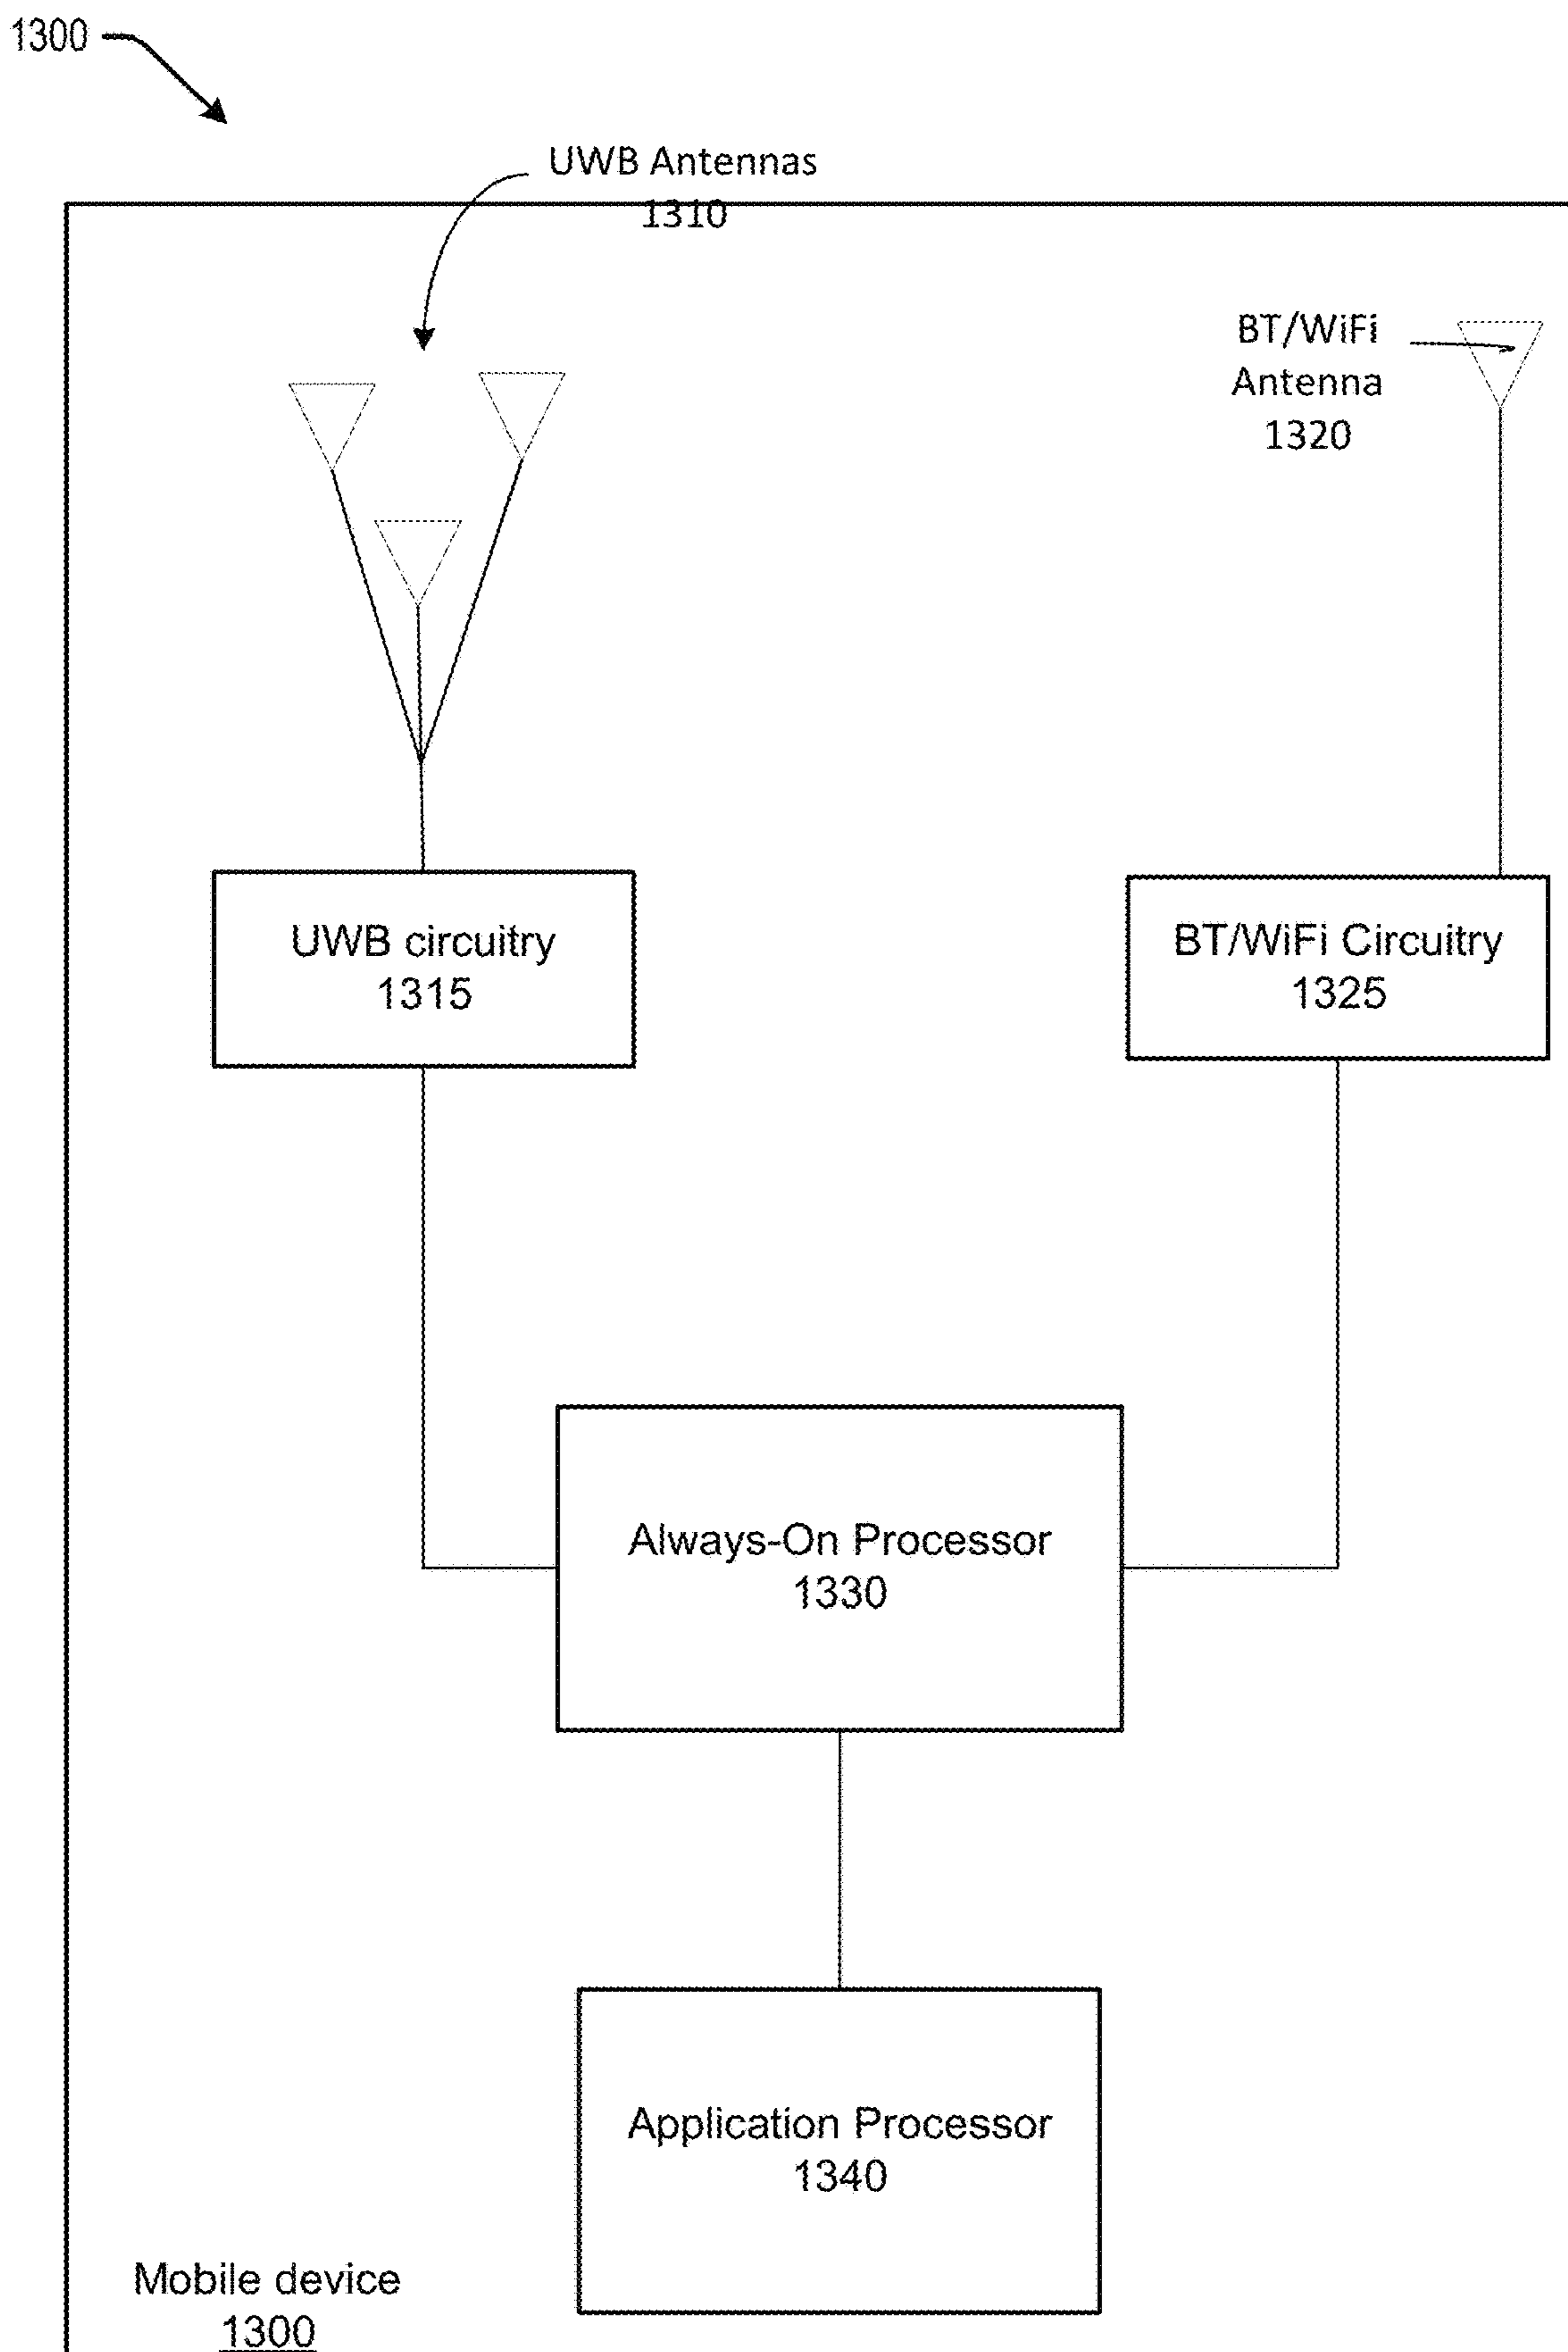 1300
UWB Antennas
1310
BT/WiFi
Antenna
1320
UWB circuitry
1315
BT/WiFi Circuitry
1325
Always-On Processor
1330
Application Processor
1340
Mobile device
1300